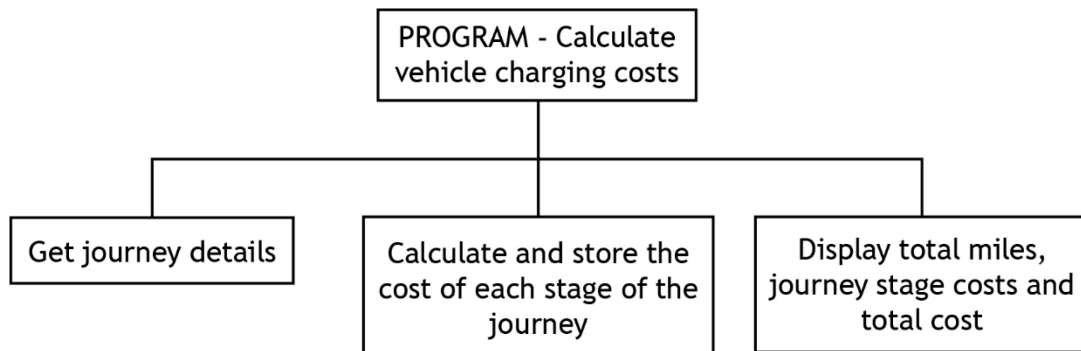 PROGRAM - Calculate
vehicle charging costs
Get journey details
Calculate and store the
cost of each stage of the
journey
Display total miles,
journey stage costs and
total cost